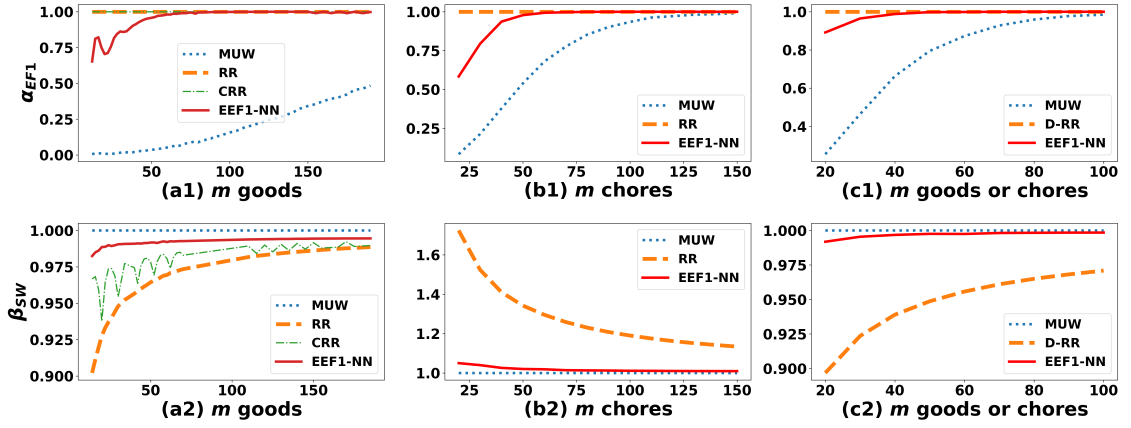 α_EF1
1.00
0.75
0.50
0.25
0.00
MUW
RR
CRR
EEF1-NN
50 100 150
(a1) m goods
1.00
0.75
0.50
0.25
MUW
RR
EEF1-NN
25 50 75 100 125 150
(b1) m chores
1.0
0.8
0.6
0.4
MUW
D-RR
EEF1-NN
20 40 60 80 100
(c1) m goods or chores
β_SW
1.000
0.975
0.950
0.925
0.900
MUW
RR
CRR
EEF1-NN
50 100 150
(a2) m goods
1.6
1.4
1.2
1.0
MUW
RR
EEF1-NN
25 50 75 100 125 150
(b2) m chores
1.000
0.975
0.950
0.925
0.900
MUW
D-RR
EEF1-NN
20 40 60 80 100
(c2) m goods or chores